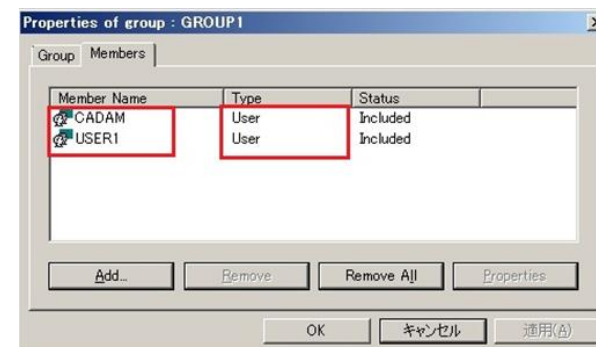 Properties of group : GROUP1
Group Members
Member Name Type Status
CADAM User Included
USER1 User Included
Add... Remove Remove All Properties
OK キャンセル 適用(A)